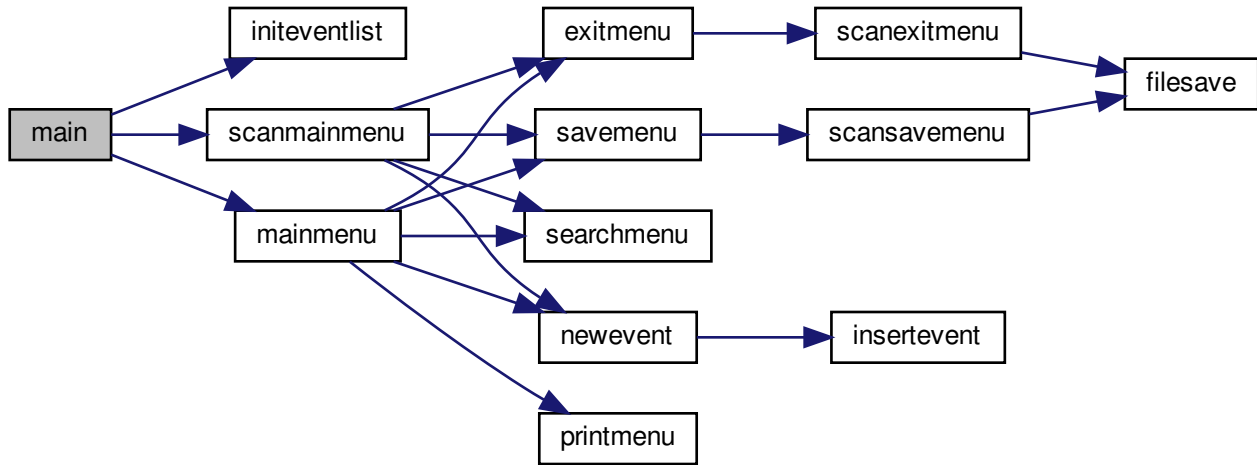 main
initeventlist
scanmainmenu
mainmenu
exitmenu
savemenu
searchmenu
newevent
printmenu
scanexitmenu
scansavemenu
insertevent
filesave